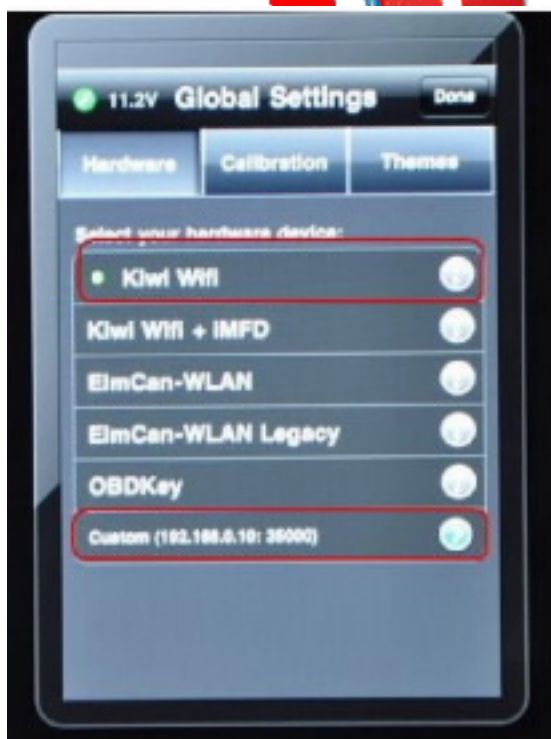 11.2V Global Settings Done
Hardware Calibration Themes
Select your hardware device:
Kiwi Wifi
Kiwi Wifi + iMFD
ElmCan-WLAN
ElmCan-WLAN Legacy
OBDKey
Custom (192.168.0.10: 35000)